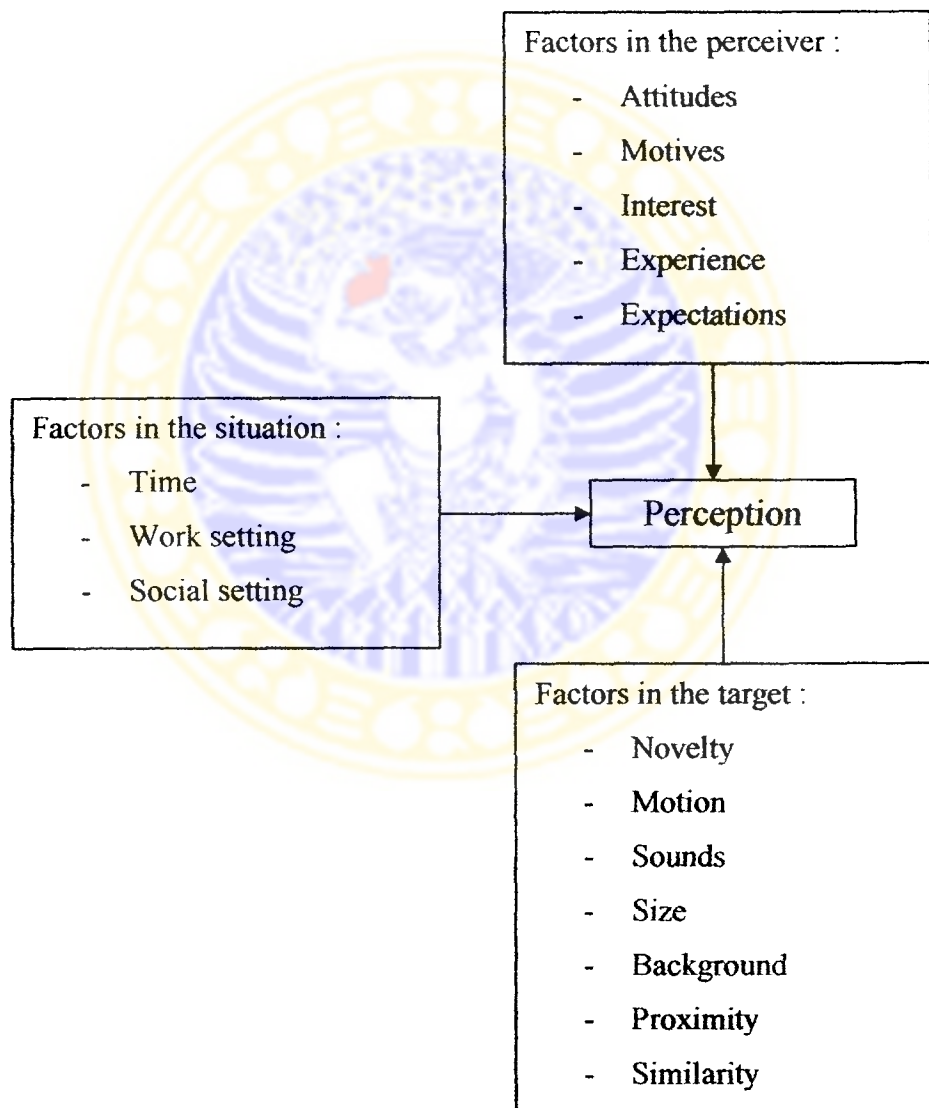 Factors in the perceiver :
- Attitudes
- Motives
- Interest
- Experience
- Expectations
Factors in the situation :
- Time
- Work setting
- Social setting
Perception
Factors in the target :
- Novelty
- Motion
- Sounds
- Size
- Background
- Proximity
- Similarity